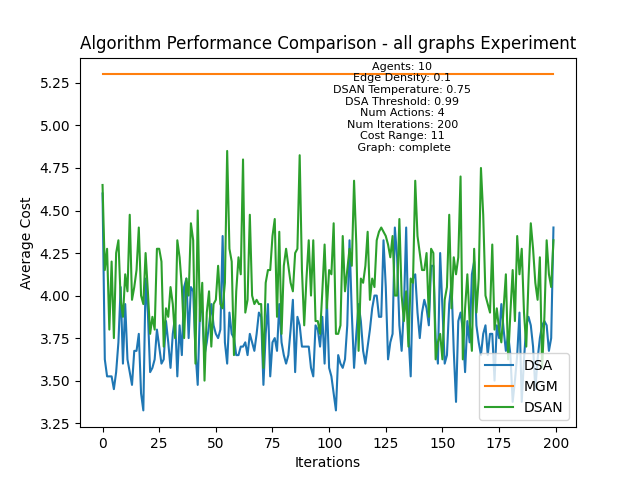 Algorithm Performance Comparison - all graphs Experiment
Agents: 10
Edge Density: 0.1
DSAN Temperature: 0.75
DSA Threshold: 0.99
Num Actions: 4
Num Iterations: 200
Cost Range: 11
Graph: complete
Average Cost
5.25
5.00
4.75
4.50
4.25
4.00
3.75
3.50
3.25
DSA
MGM
DSAN
0
25
50
75
100
125
150
175
200
Iterations